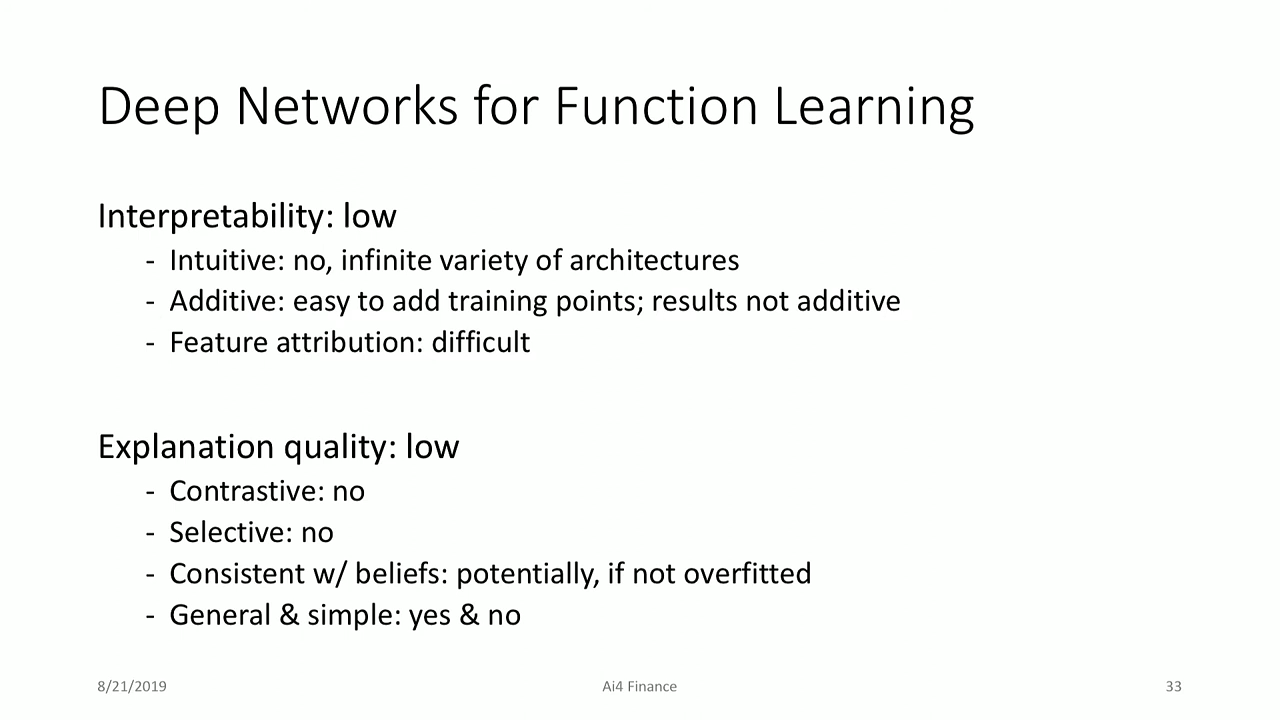 Deep Networks for Function Learning
Interpretability: low
- Intuitive: no, infinite variety of architectures
- Additive: easy to add training points; results not additive
- Feature attribution: difficult
Explanation quality: low
- Contrastive: no
- Selective: no
- Consistent w/ beliefs: potentially, if not overfitted
- General & simple: yes & no
8/21/2019 Ai4 Finance 33